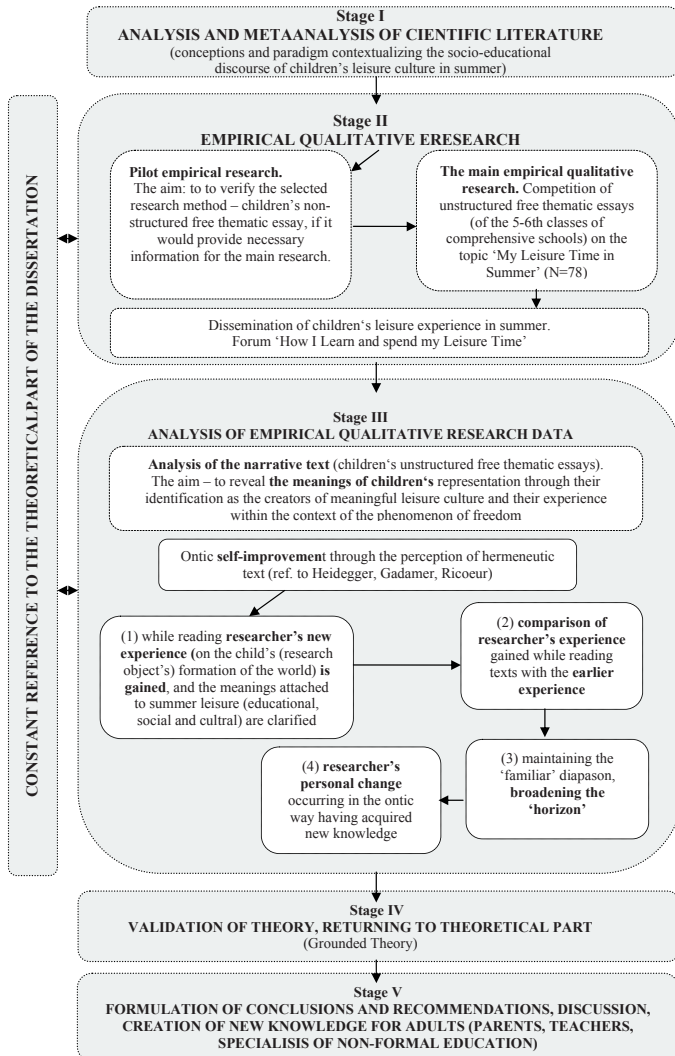 Stage I
ANALYSIS AND METAANALYSIS OF CIENTIFIC LITERATURE
(conceptions and paradigm contextualizing the socio-educational
discourse of children's leisure culture in summer)
CONSTANT REFERENCE TO THE THEORETICALPART OF THE DISSERTATION
Stage II
EMPIRICAL QUALITATIVE ERESEARCH
Pilot empirical research.
The aim: to to verify the selected
research method – children's non-
structured free thematic essay, if it
would provide necessary
information for the main research.
The main empirical qualitative
research. Competition of
unstructured free thematic essays
(of the 5-6th classes of
comprehensive schools) on the
topic 'My Leisure Time in
Summer' (N=78)
Dissemination of children's leisure experience in summer.
Forum 'How I Learn and spend my Leisure Time'
Stage III
ANALYSIS OF EMPIRICAL QUALITATIVE RESEARCH DATA
Analysis of the narrative text (children's unstructured free thematic essays).
The aim – to reveal the meanings of children's representation through their
identification as the creators of meaningful leisure culture and their experience
within the context of the phenomenon of freedom
Ontic self-improvement through the perception of hermeneutic
text (ref. to Heidegger, Gadamer, Ricoeur)
(1) while reading researcher's new
experience (on the child's (research
object's) formation of the world) is
gained, and the meanings attached
to summer leisure (educational,
social and cultral) are clarified
(2) comparison of
researcher's experience
gained while reading
texts with the earlier
experience
(3) maintaining the
'familiar' diapason,
broadening the
'horizon'
(4) researcher's
personal change
occurring in the ontic
way having acquired
new knowledge
Stage IV
VALIDATION OF THEORY, RETURNING TO THEORETICAL PART
(Grounded Theory)
Stage V
FORMULATION OF CONCLUSIONS AND RECOMMENDATIONS, DISCUSSION,
CREATION OF NEW KNOWLEDGE FOR ADULTS (PARENTS, TEACHERS,
SPECIALISIS OF NON-FORMAL EDUCATION)